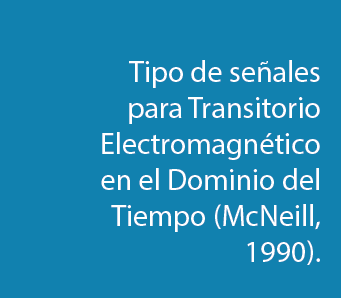 Tipo de señales
para Transitorio
Electromagnético
en el Dominio del
Tiempo (McNeill,
1990).